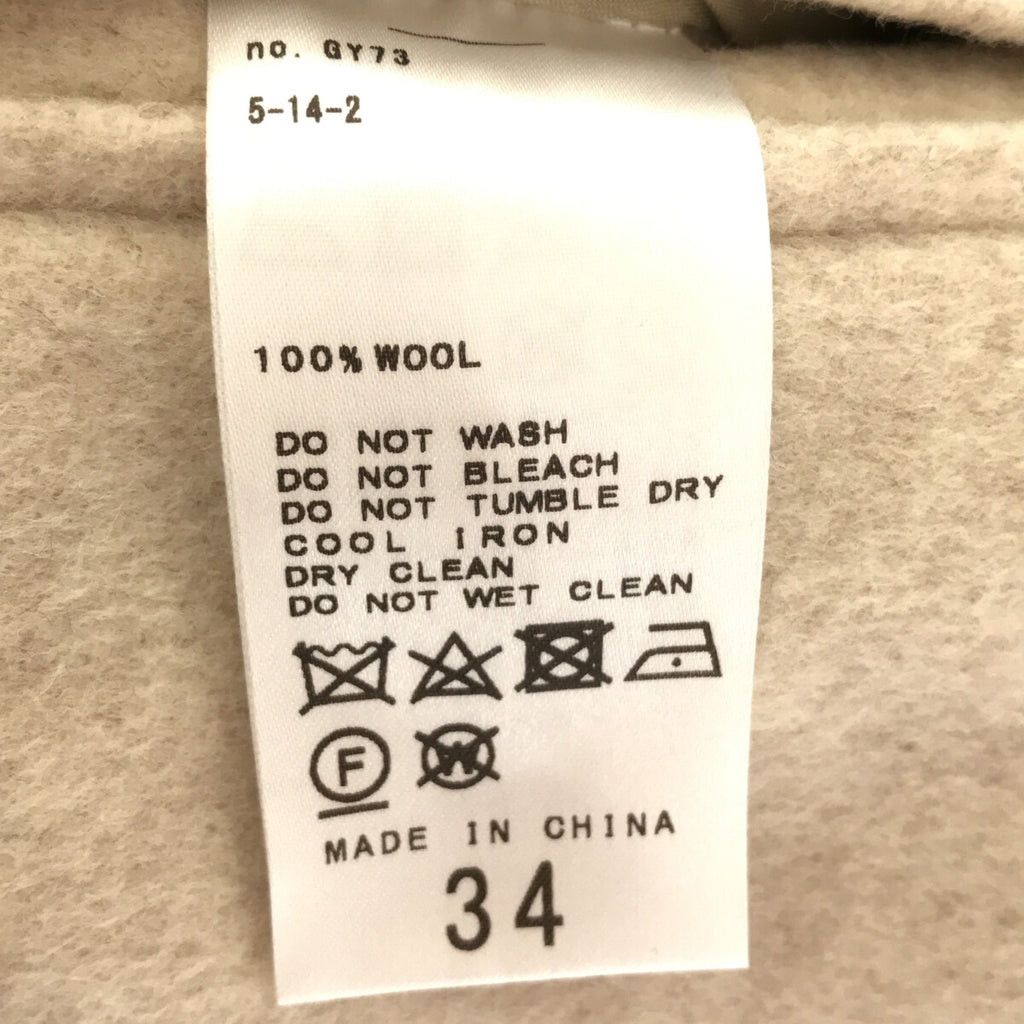 no. GY73
5-14-2
100% WOOL
DO NOT WASH
DO NOT BLEACH
DO NOT TUMBLE DRY
COOL IRON
DRY CLEAN
DO NOT WET CLEAN
F W
MADE IN CHINA
34